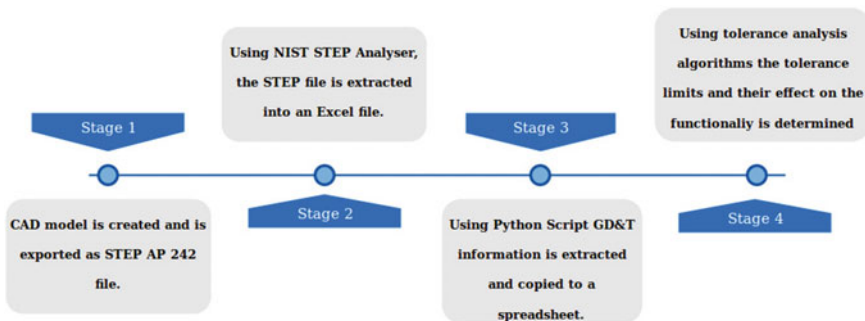 Stage 1
CAD model is created and is
exported as STEP AP 242
file.
Using NIST STEP Analyser,
the STEP file is extracted
into an Excel file.
Stage 2
Stage 3
Using Python Script GD&T
information is extracted
and copied to a
spreadsheet.
Using tolerance analysis
algorithms the tolerance
limits and their effect on the
functionaliy is determined
Stage 4